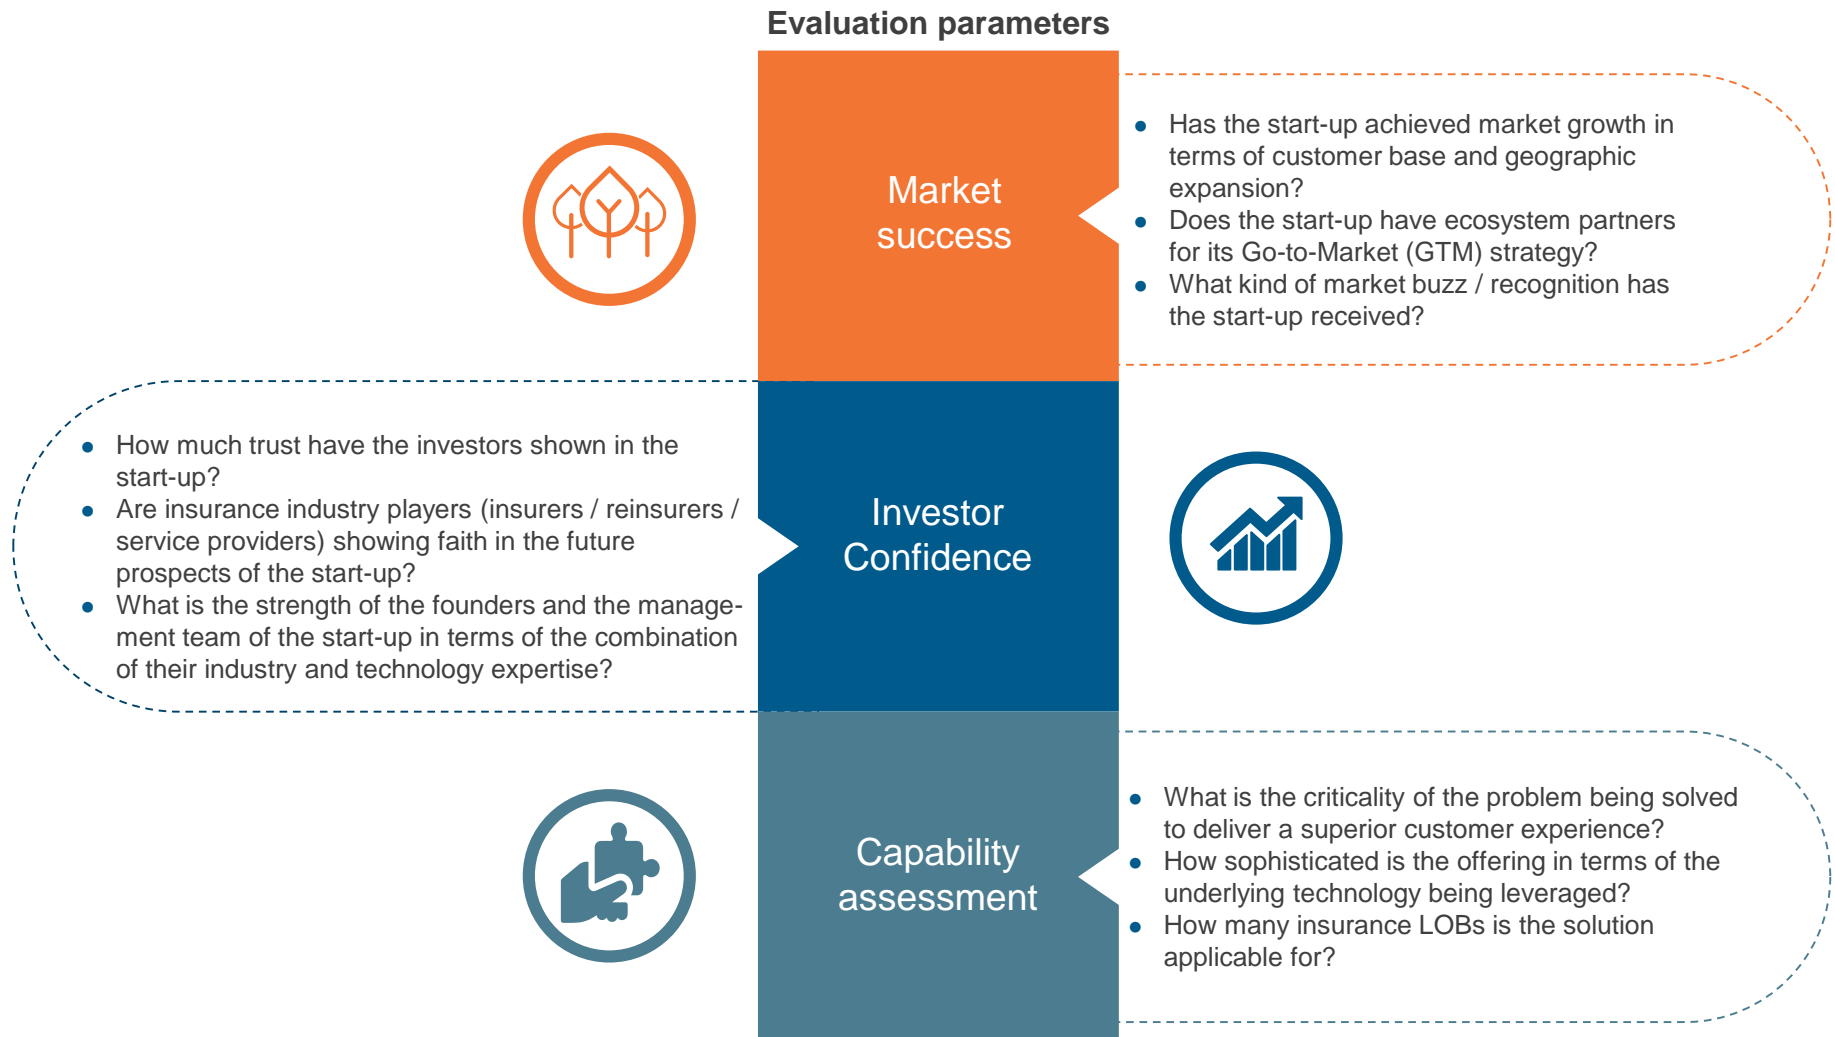 Evaluation parameters
Market
success
● Has the start-up achieved market growth in
terms of customer base and geographic
expansion?
● Does the start-up have ecosystem partners
for its Go-to-Market (GTM) strategy?
● What kind of market buzz / recognition has
the start-up received?
● How much trust have the investors shown in the
start-up?
● Are insurance industry players (insurers / reinsurers /
service providers) showing faith in the future
prospects of the start-up?
● What is the strength of the founders and the manage-
ment team of the start-up in terms of the combination
of their industry and technology expertise?
Investor
Confidence
Capability
assessment
● What is the criticality of the problem being solved
to deliver a superior customer experience?
● How sophisticated is the offering in terms of the
underlying technology being leveraged?
● How many insurance LOBs is the solution
applicable for?